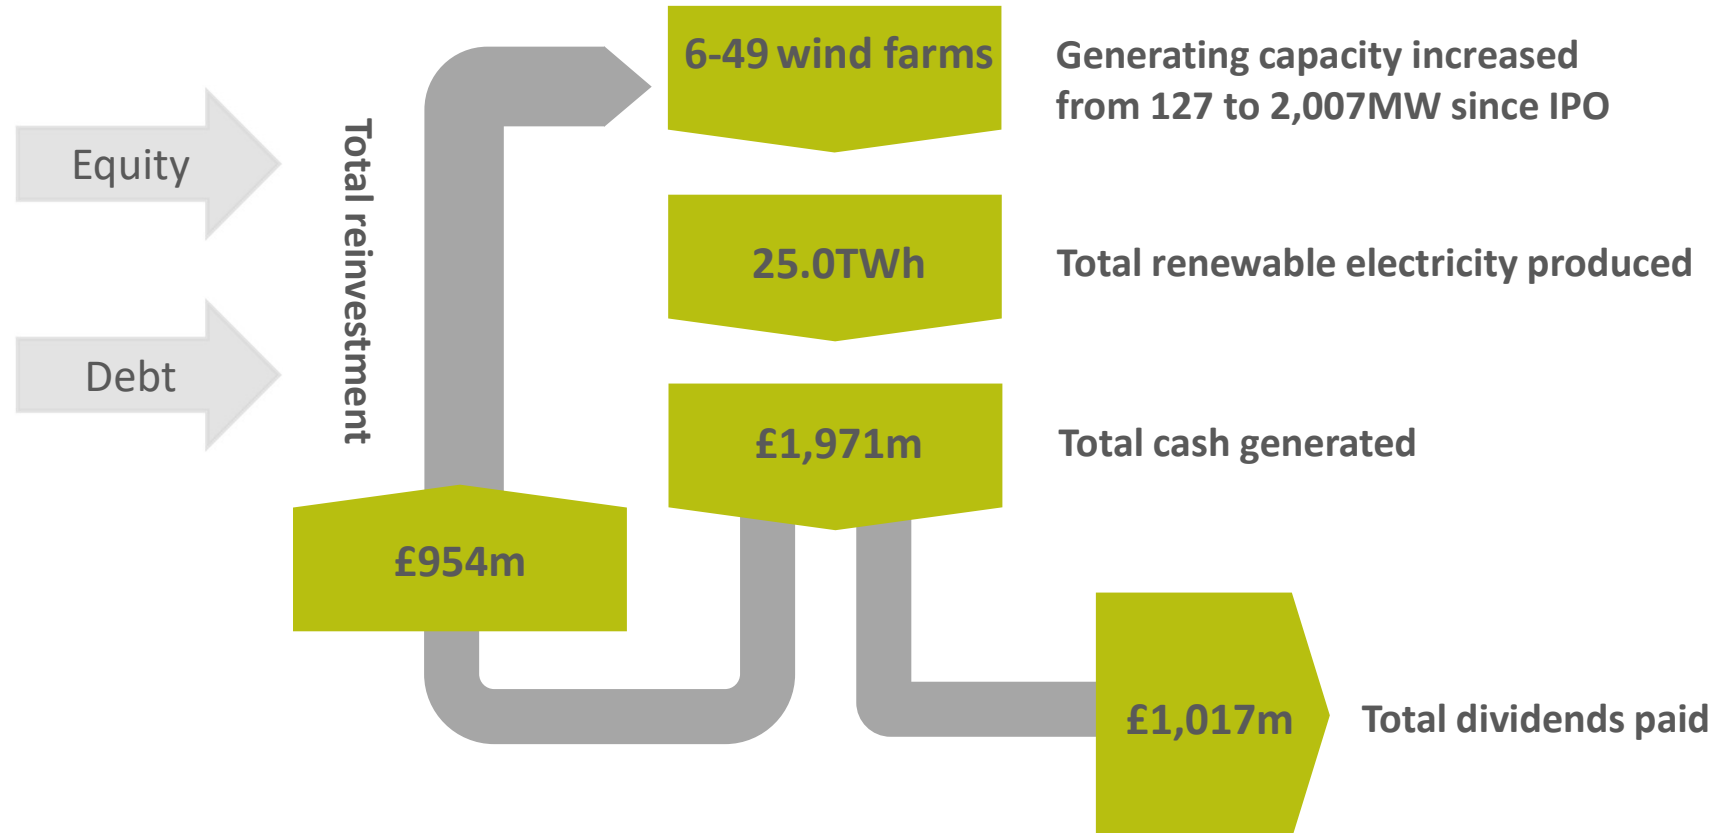 6-49 wind farms
Generating capacity increased
from 127 to 2,007MW since IPO
Equity
Total reinvestment
25.0TWh
Total renewable electricity produced
Debt
£1,971m
Total cash generated
£954m
£1,017m
Total dividends paid